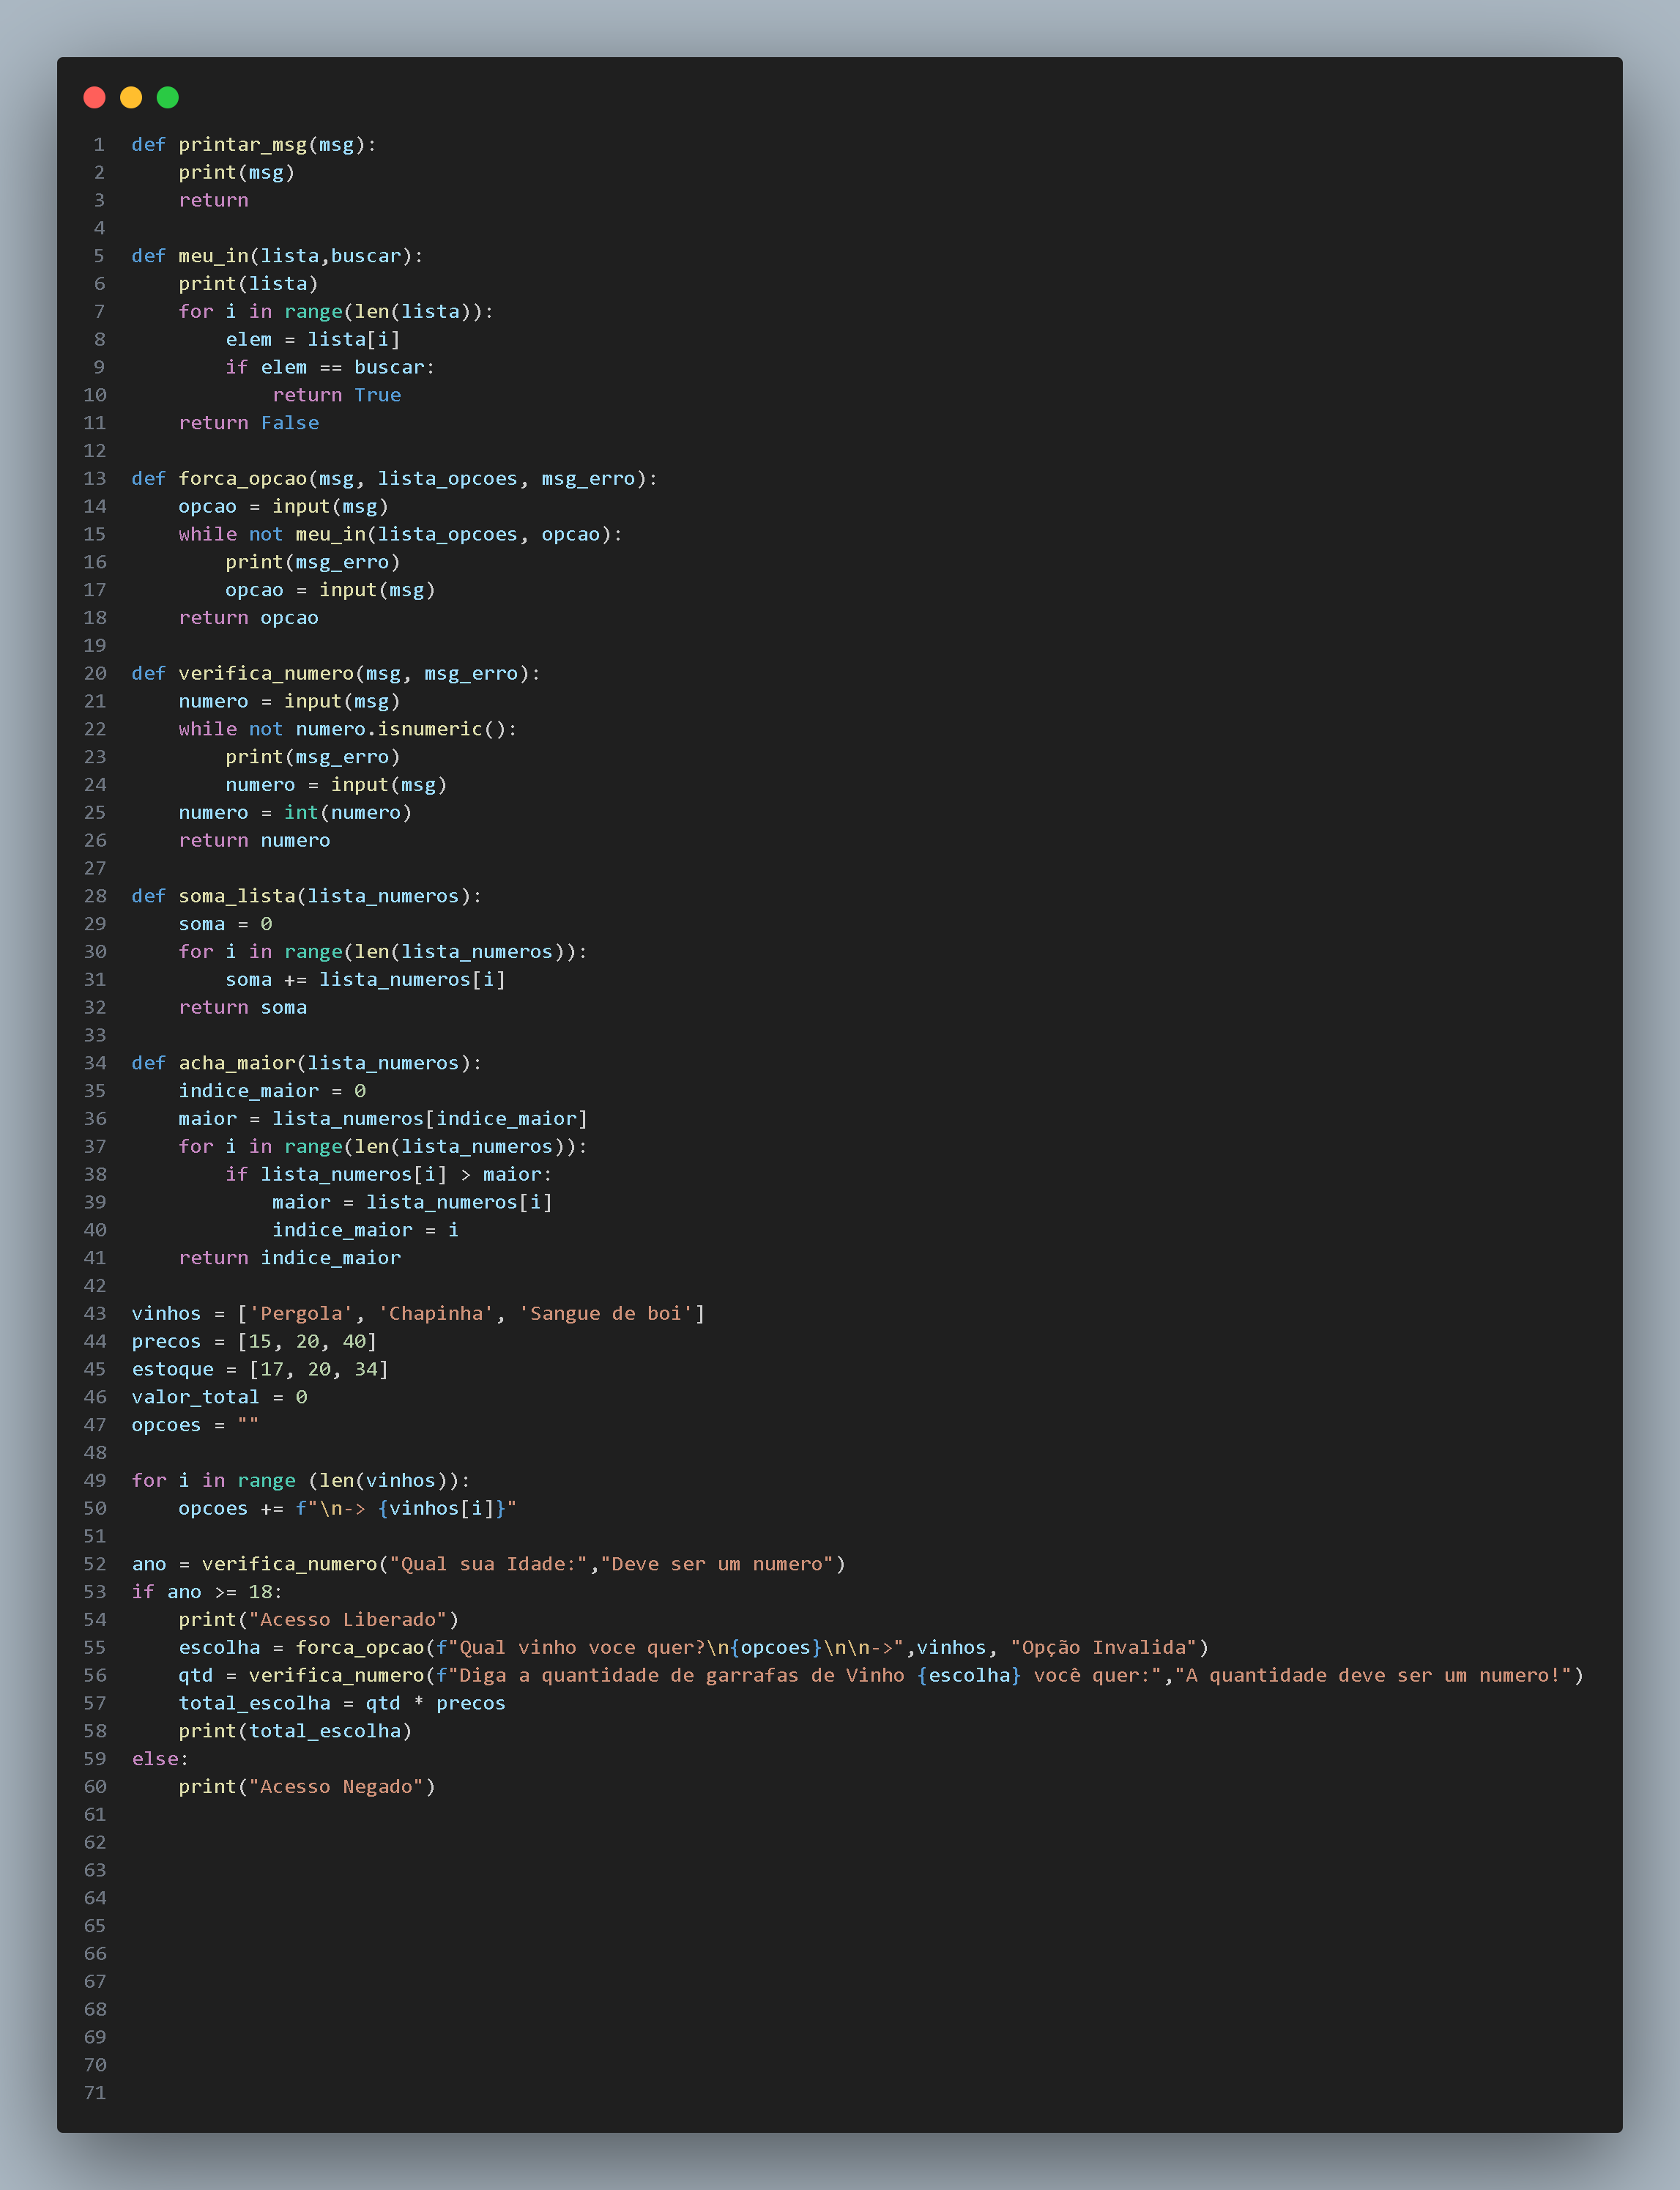 1 def printar_msg(msg):
2     print(msg)
3     return
4
5 def meu_in(lista,buscar):
6     print(lista)
7     for i in range(len(lista)):
8         elem = lista[i]
9         if elem == buscar:
10             return True
11     return False
12
13 def forca_opcao(msg, lista_opcoes, msg_erro):
14     opcao = input(msg)
15     while not meu_in(lista_opcoes, opcao):
16         print(msg_erro)
17         opcao = input(msg)
18     return opcao
19
20 def verifica_numero(msg, msg_erro):
21     numero = input(msg)
22     while not numero.isnumeric():
23         print(msg_erro)
24         numero = input(msg)
25     numero = int(numero)
26     return numero
27
28 def soma_lista(lista_numeros):
29     soma = 0
30     for i in range(len(lista_numeros)):
31         soma += lista_numeros[i]
32     return soma
33
34 def acha_maior(lista_numeros):
35     indice_maior = 0
36     maior = lista_numeros[indice_maior]
37     for i in range(len(lista_numeros)):
38         if lista_numeros[i] > maior:
39             maior = lista_numeros[i]
40             indice_maior = i
41     return indice_maior
42
43 vinhos = ['Pergola', 'Chapinha', 'Sangue de boi']
44 precos = [15, 20, 40]
45 estoque = [17, 20, 34]
46 valor_total = 0
47 opcoes = ""
48
49 for i in range (len(vinhos)):
50     opcoes += f"\n-> {vinhos[i]}"
51
52 ano = verifica_numero("Qual sua Idade:","Deve ser um numero")
53 if ano >= 18:
54     print("Acesso Liberado")
55     escolha = forca_opcao(f"Qual vinho voce quer?\n{opcoes}\n\n->",vinhos, "Opção Invalida")
56     qtd = verifica_numero(f"Diga a quantidade de garrafas de Vinho {escolha} você quer:","A quantidade deve ser um numero!")
57     total_escolha = qtd * precos
58     print(total_escolha)
59 else:
60     print("Acesso Negado")
61
62
63
64
65
66
67
68
69
70
71